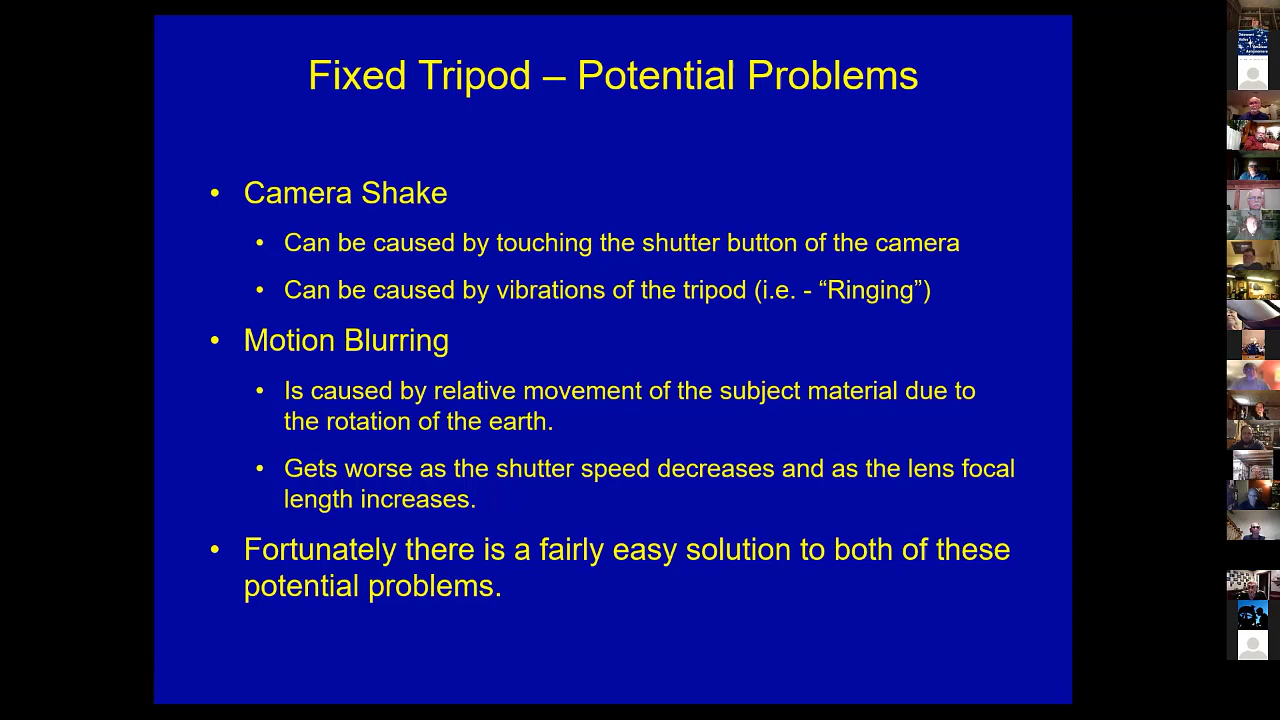 Fixed Tripod – Potential Problems
• Camera Shake
• Can be caused by touching the shutter button of the camera
• Can be caused by vibrations of the tripod (i.e. - “Ringing”)
• Motion Blurring
• Is caused by relative movement of the subject material due to
the rotation of the earth.
• Gets worse as the shutter speed decreases and as the lens focal
length increases.
• Fortunately there is a fairly easy solution to both of these
potential problems.